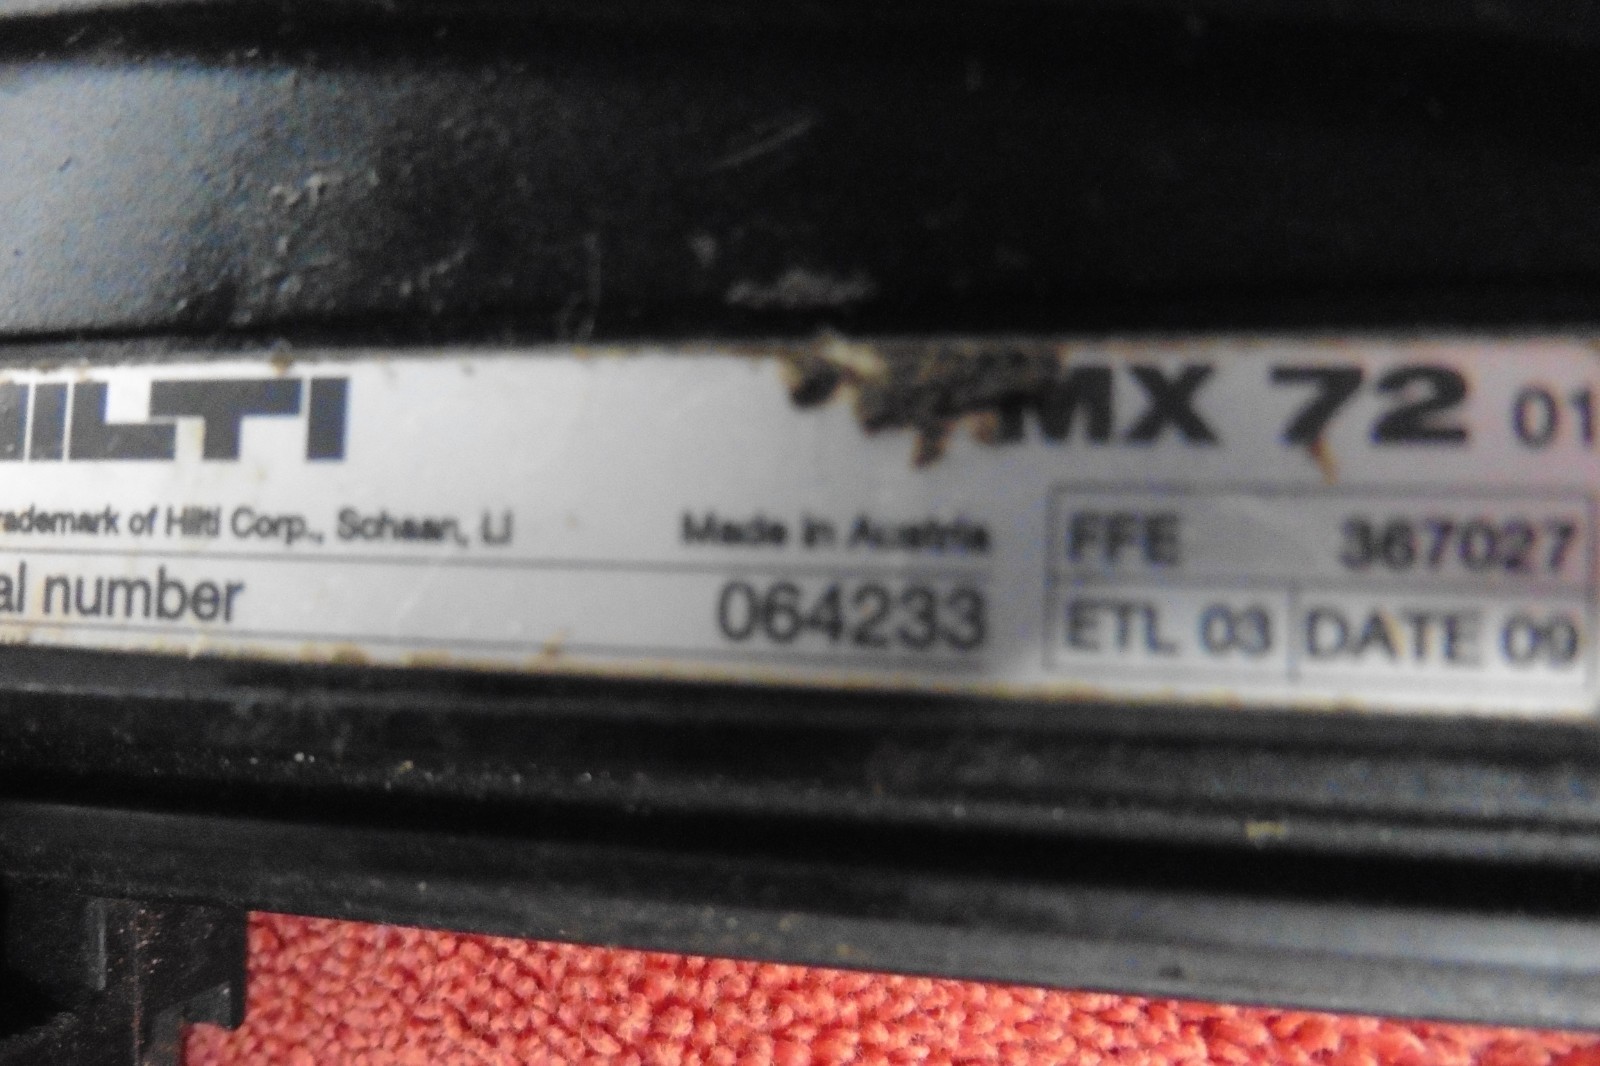 HILTI
MX 72 01
rademark of Hilti Corp., Schaan, LI
Made in Austria
FFE 367027
al number 064233
ETL 03 DATE 09